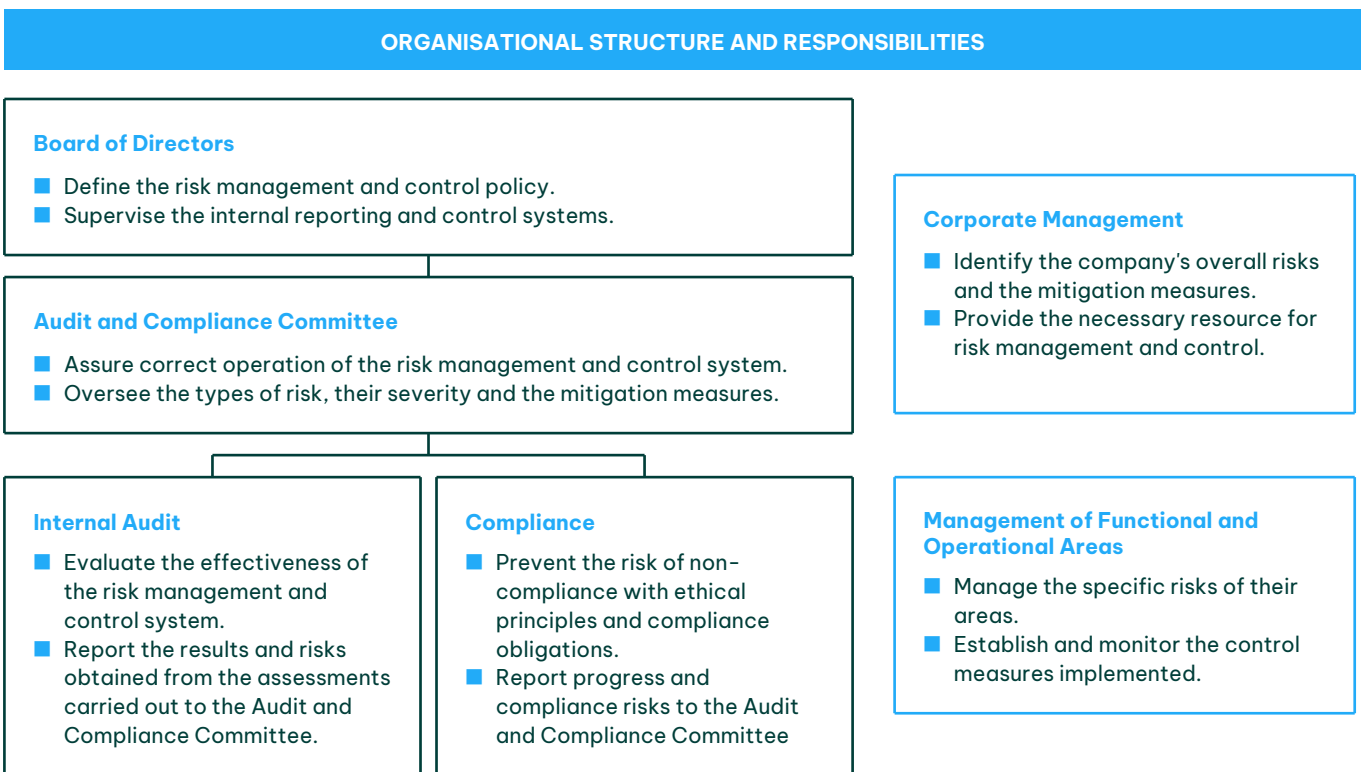 ORGANISATIONAL STRUCTURE AND RESPONSIBILITIES
Board of Directors
Define the risk management and control policy.
Supervise the internal reporting and control systems.
Audit and Compliance Committee
Assure correct operation of the risk management and control system.
Oversee the types of risk, their severity and the mitigation measures.
Internal Audit
Evaluate the effectiveness of
the risk management and
control system.
Report the results and risks
obtained from the assessments
carried out to the Audit and
Compliance Committee.
Compliance
Prevent the risk of non-
compliance with ethical
principles and compliance
obligations.
Report progress and
compliance risks to the Audit
and Compliance Committee
Corporate Management
Identify the company's overall risks
and the mitigation measures.
Provide the necessary resource for
risk management and control.
Management of Functional and
Operational Areas
Manage the specific risks of their
areas.
Establish and monitor the control
measures implemented.